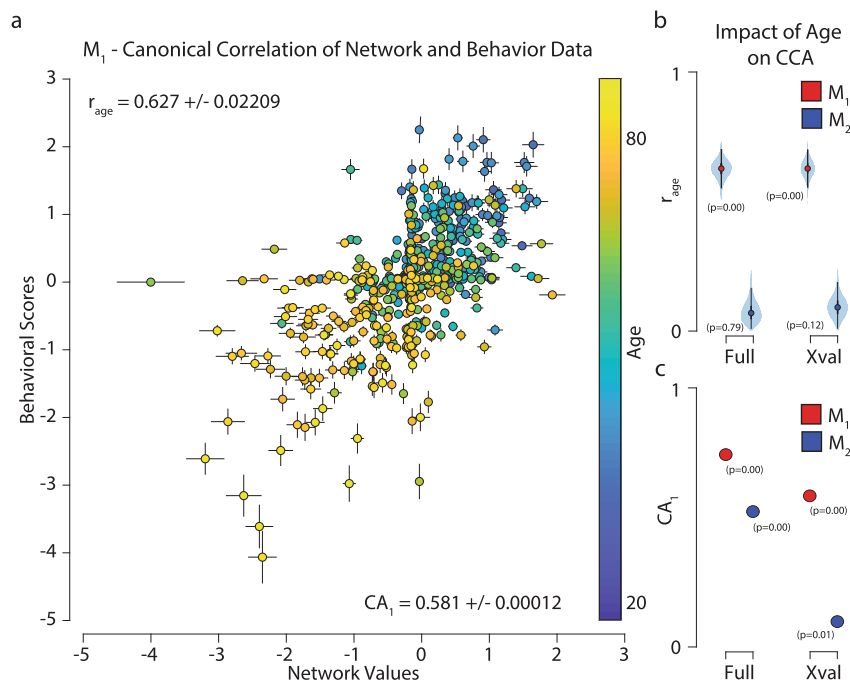 a
M1 - Canonical Correlation of Network and Behavior Data
rage = 0.627 +/- 0.02209
3
2
1
0
-1
-2
-3
-4
-5
Behavioral Scores
CA1 = 0.581 +/- 0.00012
-5 -4 -3 -2 -1 0 1 2 3
Network Values
80
Age
20
b
Impact of Age
on CCA
1
M1
M2
rage
(p=0.00)
(p=0.00)
(p=0.79)
(p=0.12)
0
Full Xval
c
1
M1
M2
CA1
(p=0.00)
(p=0.00)
(p=0.00)
(p=0.01)
0
Full Xval